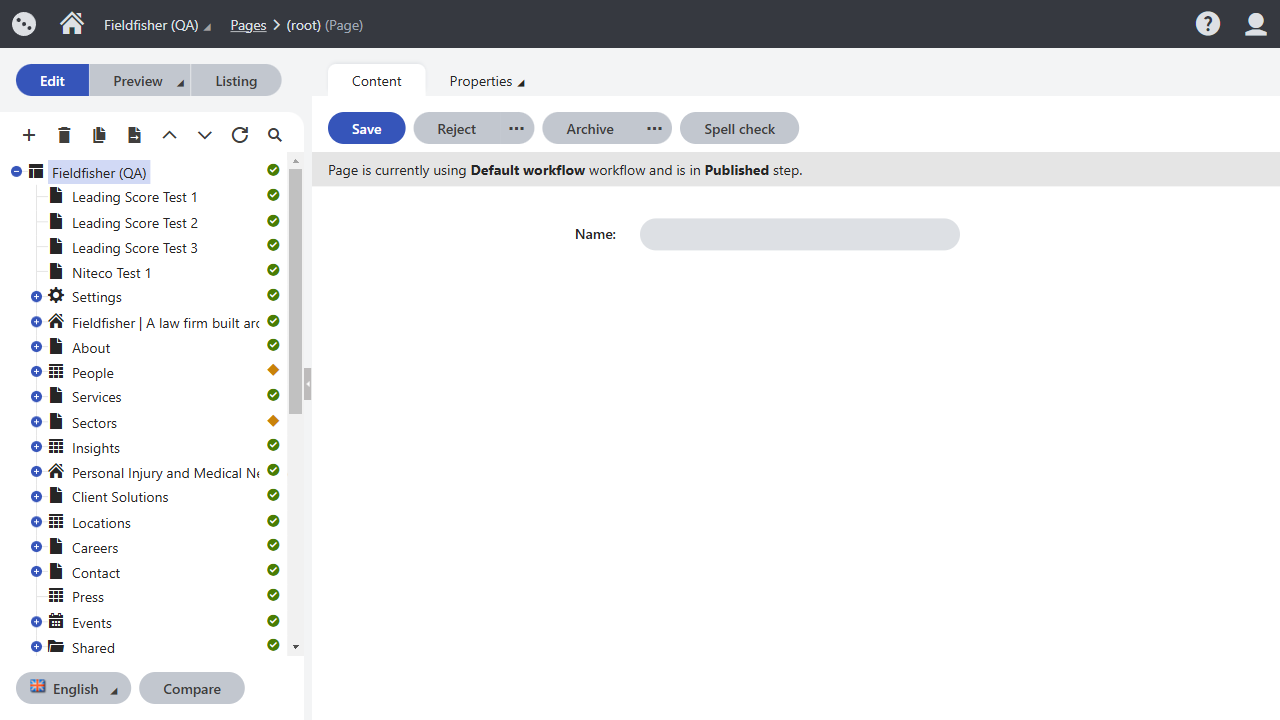 Fieldfisher (QA) Pages > (root) (Page)
Edit Preview Listing
Content Properties
Save Reject ... Archive ... Spell check
Page is currently using Default workflow workflow and is in Published step.
Name:
Fieldfisher (QA)
Leading Score Test 1
Leading Score Test 2
Leading Score Test 3
Niteco Test 1
Settings
Fieldfisher | A law firm built arc
About
People
Services
Sectors
Insights
Personal Injury and Medical Ne
Client Solutions
Locations
Careers
Contact
Press
Events
Shared
English Compare